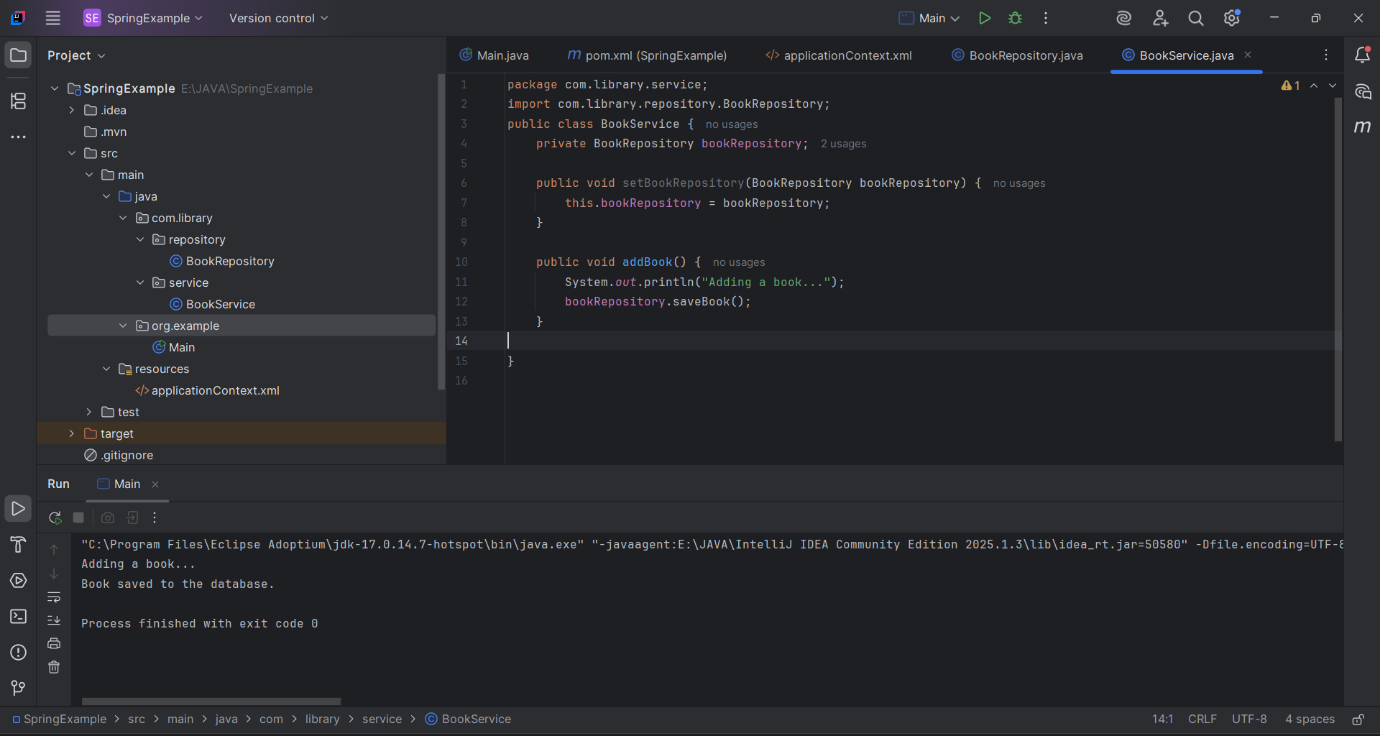 SE SpringExample Version control Main
Project
Main.java pom.xml (SpringExample) applicationContext.xml BookRepository.java BookService.java
SpringExample E:\JAVA\SpringExample
.idea
.mvn
src
main
java
com.library
repository
BookRepository
service
BookService
org.example
Main
resources
applicationContext.xml
test
target
.gitignore
1 package com.library.service;
2 import com.library.repository.BookRepository;
3 public class BookService { no usages
4 private BookRepository bookRepository; 2 usages
5
6 public void setBookRepository(BookRepository bookRepository) { no usages
7 this.bookRepository = bookRepository;
8 }
9
10 public void addBook() { no usages
11 System.out.println("Adding a book...");
12 bookRepository.saveBook();
13 }
14
15 }
16
1
Run Main
"C:\Program Files\Eclipse Adoptium\jdk-17.0.14.7-hotspot\bin\java.exe" "-javaagent:E:\JAVA\IntelliJ IDEA Community Edition 2025.1.3\lib\idea_rt.jar=50580" -Dfile.encoding=UTF-8
Adding a book...
Book saved to the database.
Process finished with exit code 0
SpringExample > src > main > java > com > library > service > BookService 14:1 CRLF UTF-8 4 spaces